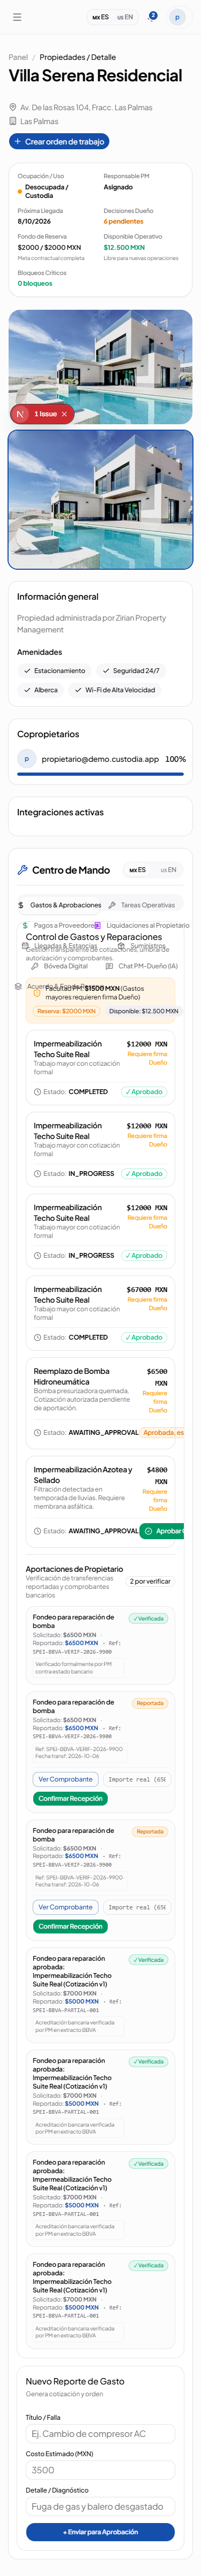 MX ES
US EN
2
P
Panel / Propiedades / Detalle
Villa Serena Residencial
Av. De las Rosas 104, Fracc. Las Palmas
Las Palmas
+ Crear orden de trabajo
Ocupación / Uso
Desocupada / Custodia
Responsable PM
Asignado
Próxima Llegada
8/10/2026
Decisiones Dueño
6 pendientes
Fondo de Reserva
$2000 / $2000 MXN
Meta contractual completa
Disponible Operativo
$12.500 MXN
Libre para nuevas operaciones
Bloqueos Críticos
0 bloqueos
N 1 Issue ×
Información general
Propiedad administrada por Zirian Property
Management
Amenidades
Estacionamiento
Seguridad 24/7
Alberca
Wi-Fi de Alta Velocidad
Copropietarios
P propietario@demo.custodia.app 100%
Integraciones activas
Centro de Mando
MX ES
US EN
Gastos & Aprobaciones
Tareas Operativas
Pagos a Proveedores
Liquidaciones al Propietario
Control de Gastos y Reparaciones
Llegadas & Estancias
Suministros
Gestión transparente de cotizaciones, umbral de
autorización y comprobantes.
Bóveda Digital
Chat PM-Dueño (IA)
$1500 MXN (Gastos
mayores requieren firma Dueño)
Reserva: $2000 MXN
Disponible: $12.500 MXN
Impermeabilización
Techo Suite Real
Trabajo mayor con cotización
formal
$12000 MXN
Requiere firma
Dueño
Estado: COMPLETED
✓ Aprobado
Impermeabilización
Techo Suite Real
Trabajo mayor con cotización
formal
$12000 MXN
Requiere firma
Dueño
Estado: IN_PROGRESS
✓ Aprobado
Impermeabilización
Techo Suite Real
Trabajo mayor con cotización
formal
$12000 MXN
Requiere firma
Dueño
Estado: IN_PROGRESS
✓ Aprobado
Impermeabilización
Techo Suite Real
Trabajo mayor con cotización
formal
$67000 MXN
Requiere firma
Dueño
Estado: COMPLETED
✓ Aprobado
Reemplazo de Bomba
Hidroneumática
Bomba presurizadora quemada.
Cotización autorizada pendiente
de aportación.
$6500
MXN
Requiere
firma
Dueño
Estado: AWAITING_APPROVAL
Aprobada, es
Impermeabilización Azotea y
Sellado
Filtración detectada en
temporada de lluvias. Requiere
membrana asfáltica.
$4800
MXN
Requiere
firma
Dueño
Estado: AWAITING_APPROVAL
Aprobar
Aportaciones de Propietario
Verificación de transferencias
reportadas y comprobantes
bancarios
2 por verificar
Fondeo para reparación de
bomba
✓ Verificada
Solicitado: $6500 MXN ·
Reportado: $6500 MXN · Ref:
SPEI-BBVA-VERIF-2026-9900
Verificado formalmente por PM
contra estado bancario
Fondeo para reparación de
bomba
Reportada
Solicitado: $6500 MXN ·
Reportado: $6500 MXN · Ref:
SPEI-BBVA-VERIF-2026-9900
Ref: SPEI-BBVA-VERIF-2026-9900
Fecha transf: 2026-10-06
Ver Comprobante
Importe real (650
Confirmar Recepción
Fondeo para reparación de
bomba
Reportada
Solicitado: $6500 MXN ·
Reportado: $6500 MXN · Ref:
SPEI-BBVA-VERIF-2026-9900
Ref: SPEI-BBVA-VERIF-2026-9900
Fecha transf: 2026-10-06
Ver Comprobante
Importe real (650
Confirmar Recepción
Fondeo para reparación
aprobada:
Impermeabilización Techo
Suite Real (Cotización v1)
✓ Verificada
Solicitado: $7000 MXN ·
Reportado: $5000 MXN · Ref:
SPEI-BBVA-PARTIAL-001
Acreditación bancaria verificada
por PM en extracto BBVA
Fondeo para reparación
aprobada:
Impermeabilización Techo
Suite Real (Cotización v1)
✓ Verificada
Solicitado: $7000 MXN ·
Reportado: $5000 MXN · Ref:
SPEI-BBVA-PARTIAL-001
Acreditación bancaria verificada
por PM en extracto BBVA
Fondeo para reparación
aprobada:
Impermeabilización Techo
Suite Real (Cotización v1)
✓ Verificada
Solicitado: $7000 MXN ·
Reportado: $5000 MXN · Ref:
SPEI-BBVA-PARTIAL-001
Acreditación bancaria verificada
por PM en extracto BBVA
Fondeo para reparación
aprobada:
Impermeabilización Techo
Suite Real (Cotización v1)
✓ Verificada
Solicitado: $7000 MXN ·
Reportado: $5000 MXN · Ref:
SPEI-BBVA-PARTIAL-001
Acreditación bancaria verificada
por PM en extracto BBVA
Nuevo Reporte de Gasto
Genera cotización y orden
Título / Falla
Ej. Cambio de compresor AC
Costo Estimado (MXN)
3500
Detalle / Diagnóstico
Fuga de gas y balero desgastado
+ Enviar para Aprobación